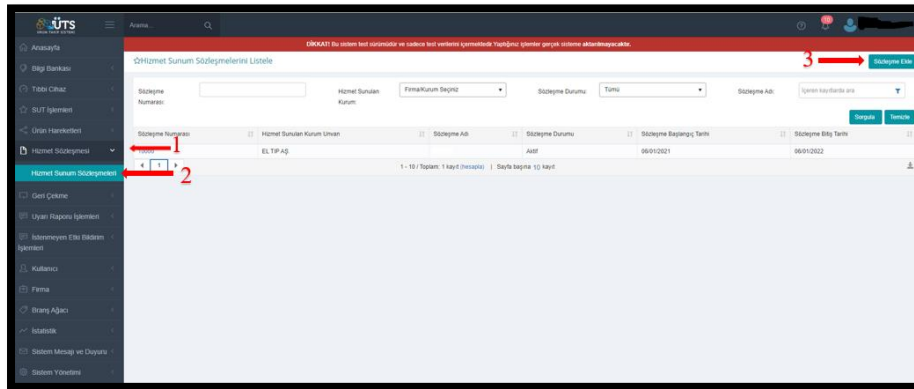 ÜTS
ÜRÜN TAKİP SİSTEMİ
Arama...
10
DİKKAT! Bu sistem test sürümüdür ve sadece test verilerini içermektedir.Yaptığınız işlemler gerçek sisteme aktarılmayacaktır.
Anasayfa
Bilgi Bankası
Tıbbi Cihaz
SUT İşlemleri
Ürün Hareketleri
Hizmet Sözleşmesi
Hizmet Sunum Sözleşmeleri
Geri Çekme
Uyarı Raporu İşlemleri
İstenmeyen Etki Bildirim
İşlemleri
Kullanıcı
Firma
Branş Ağacı
İstatistik
Sistem Mesajı ve Duyuru
Sistem Yönetimi
Hizmet Sunum Sözleşmelerini Listele
3
Sözleşme Ekle
Sözleşme
Numarası:
Hizmet Sunulan
Kurum:
Firma/Kurum Seçiniz
Sözleşme Durumu:
Tümü
Sözleşme Adı:
İçeren kayıtlarda ara
Sorgula
Temizle
Sözleşme Numarası
Hizmet Sunulan Kurum Unvan
Sözleşme Adı
Sözleşme Durumu
Sözleşme Başlangıç Tarihi
Sözleşme Bitiş Tarihi
1
EL TIP AŞ.
Aktif
06/01/2021
06/01/2022
1
1 - 10 / Toplam: 1 kayıt (hesapla) | Sayfa başına 10 kayıt
2